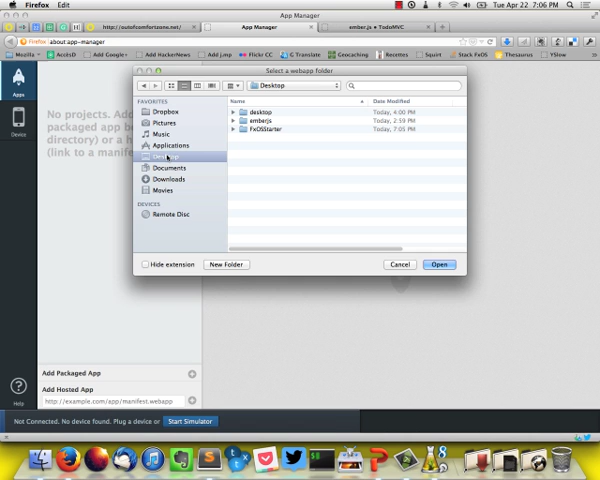 Firefox Edit
Tue Apr 22 7:06 PM
App Manager
http://outofcomfortzone.net/
App Manager
ember.js • TodoMVC
Firefox
about:app-manager
Search
Mozilla
AccèsD
Add Google+
Add HackerNews
Add j.mp
Flickr CC
Geocaching
Recettes
Squirt
Stack FxOS
Thesaurus
YSlow
Select a webapp folder
Desktop
FAVORITES
Dropbox
Pictures
Music
Applications
Desktop
Documents
Downloads
Movies
DEVICES
Remote Disc
Name
Date Modified
desktop
Today, 4:00 PM
emberjs
Today, 2:59 PM
FxOSStarter
Today, 7:05 PM
Hide extension
New Folder
Cancel
Open
Apps
Device
Help
No projects. Add
packaged app
directory) or a h
(link to a manife
Add Packaged App
Add Hosted App
http://example.com/app/manifest.webapp
Not Connected. No device found. Plug a device or
Start Simulator